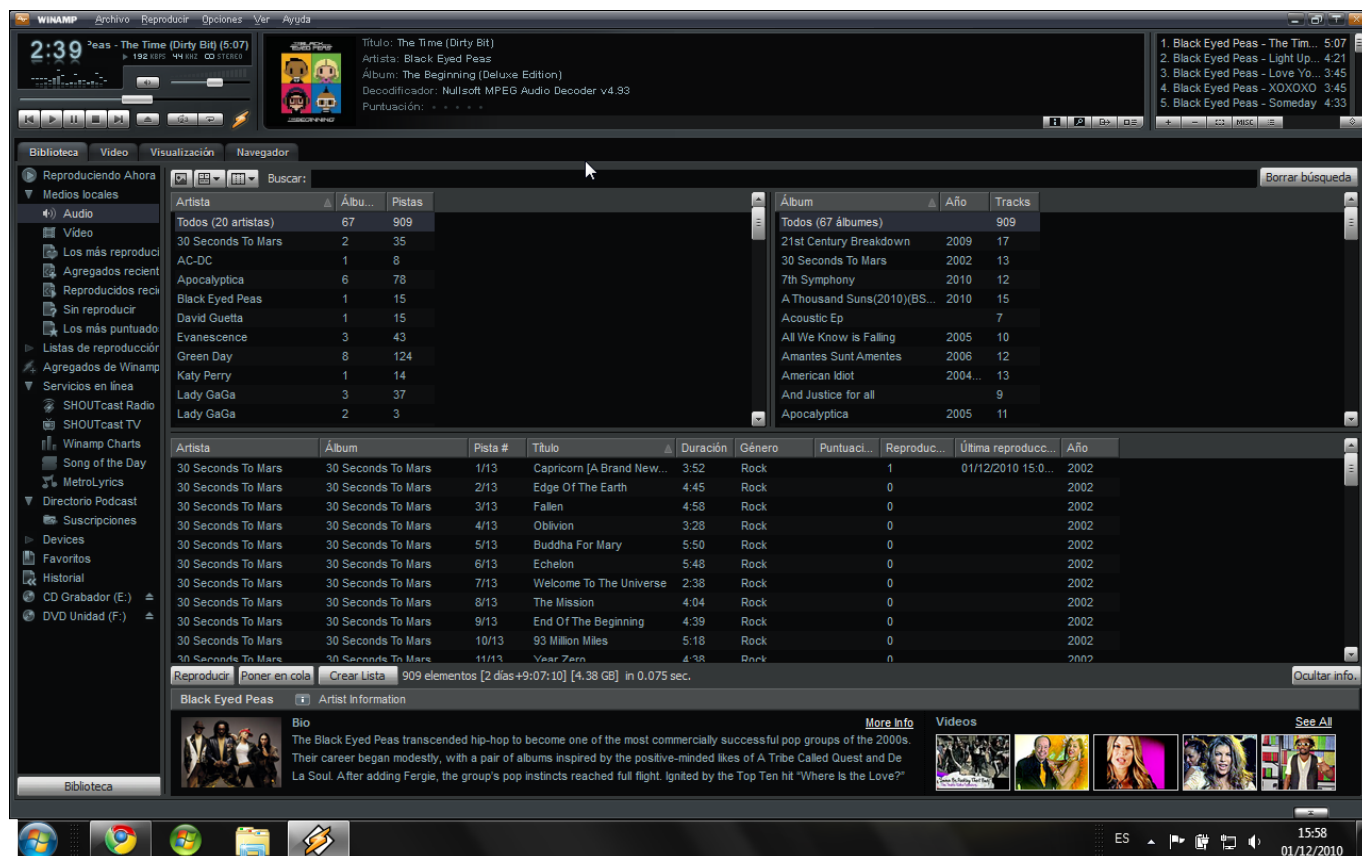 WINAMP Archivo Reproducir Opciones Ver Ayuda
2:39 Peas - The Time (Dirty Bit) (5:07)
192 KBPS 44 KHZ STEREO
Título: The Time (Dirty Bit)
Artista: Black Eyed Peas
Álbum: The Beginning (Deluxe Edition)
Decodificador: Nullsoft MPEG Audio Decoder v4.93
Puntuación:
1. Black Eyed Peas - The Tim... 5:07
2. Black Eyed Peas - Light Up... 4:21
3. Black Eyed Peas - Love Yo... 3:45
4. Black Eyed Peas - XOXOXO 3:45
5. Black Eyed Peas - Someday 4:33
MISC
Biblioteca Video Visualización Navegador
Reproduciendo Ahora
Medios locales
Audio
Vídeo
Los más reproduci
Agregados recient
Reproducidos reci
Sin reproducir
Los más puntuado
Listas de reproducción
Agregados de Winamp
Servicios en línea
SHOUTcast Radio
SHOUTcast TV
Winamp Charts
Song of the Day
MetroLyrics
Directorio Podcast
Suscripciones
Devices
Favoritos
Historial
CD Grabador (E:)
DVD Unidad (F:)
Biblioteca
Buscar: Borrar búsqueda
Artista Álbu... Pistas
Todos (20 artistas) 67 909
30 Seconds To Mars 2 35
AC-DC 1 8
Apocalyptica 6 78
Black Eyed Peas 1 15
David Guetta 1 15
Evanescence 3 43
Green Day 8 124
Katy Perry 1 14
Lady GaGa 3 37
Lady GaGa 2 3
Álbum Año Tracks
Todos (67 álbumes) 909
21st Century Breakdown 2009 17
30 Seconds To Mars 2002 13
7th Symphony 2010 12
A Thousand Suns(2010)(BS... 2010 15
Acoustic Ep 7
All We Know is Falling 2005 10
Amantes Sunt Amentes 2006 12
American Idiot 2004... 13
And Justice for all 9
Apocalyptica 2005 11
Artista Álbum Pista # Título Duración Género Puntuaci... Reproduc... Última reproducc... Año
30 Seconds To Mars 30 Seconds To Mars 1/13 Capricorn [A Brand New... 3:52 Rock 1 01/12/2010 15:0... 2002
30 Seconds To Mars 30 Seconds To Mars 2/13 Edge Of The Earth 4:45 Rock 0 2002
30 Seconds To Mars 30 Seconds To Mars 3/13 Fallen 4:58 Rock 0 2002
30 Seconds To Mars 30 Seconds To Mars 4/13 Oblivion 3:28 Rock 0 2002
30 Seconds To Mars 30 Seconds To Mars 5/13 Buddha For Mary 5:50 Rock 0 2002
30 Seconds To Mars 30 Seconds To Mars 6/13 Echelon 5:48 Rock 0 2002
30 Seconds To Mars 30 Seconds To Mars 7/13 Welcome To The Universe 2:38 Rock 0 2002
30 Seconds To Mars 30 Seconds To Mars 8/13 The Mission 4:04 Rock 0 2002
30 Seconds To Mars 30 Seconds To Mars 9/13 End Of The Beginning 4:39 Rock 0 2002
30 Seconds To Mars 30 Seconds To Mars 10/13 93 Million Miles 5:18 Rock 0 2002
30 Seconds To Mars 30 Seconds To Mars 11/13 Year Zero 4:38 Rock 0 2002
Reproducir Poner en cola Crear Lista 909 elementos [2 días+9:07:10] [4.38 GB] in 0.075 sec. Ocultar info.
Black Eyed Peas Artist Information
Bio More Info
The Black Eyed Peas transcended hip-hop to become one of the most commercially successful pop groups of the 2000s.
Their career began modestly, with a pair of albums inspired by the positive-minded likes of A Tribe Called Quest and De
La Soul. After adding Fergie, the group's pop instincts reached full flight. Ignited by the Top Ten hit “Where Is the Love?”
Videos See All
ES 15:58
01/12/2010